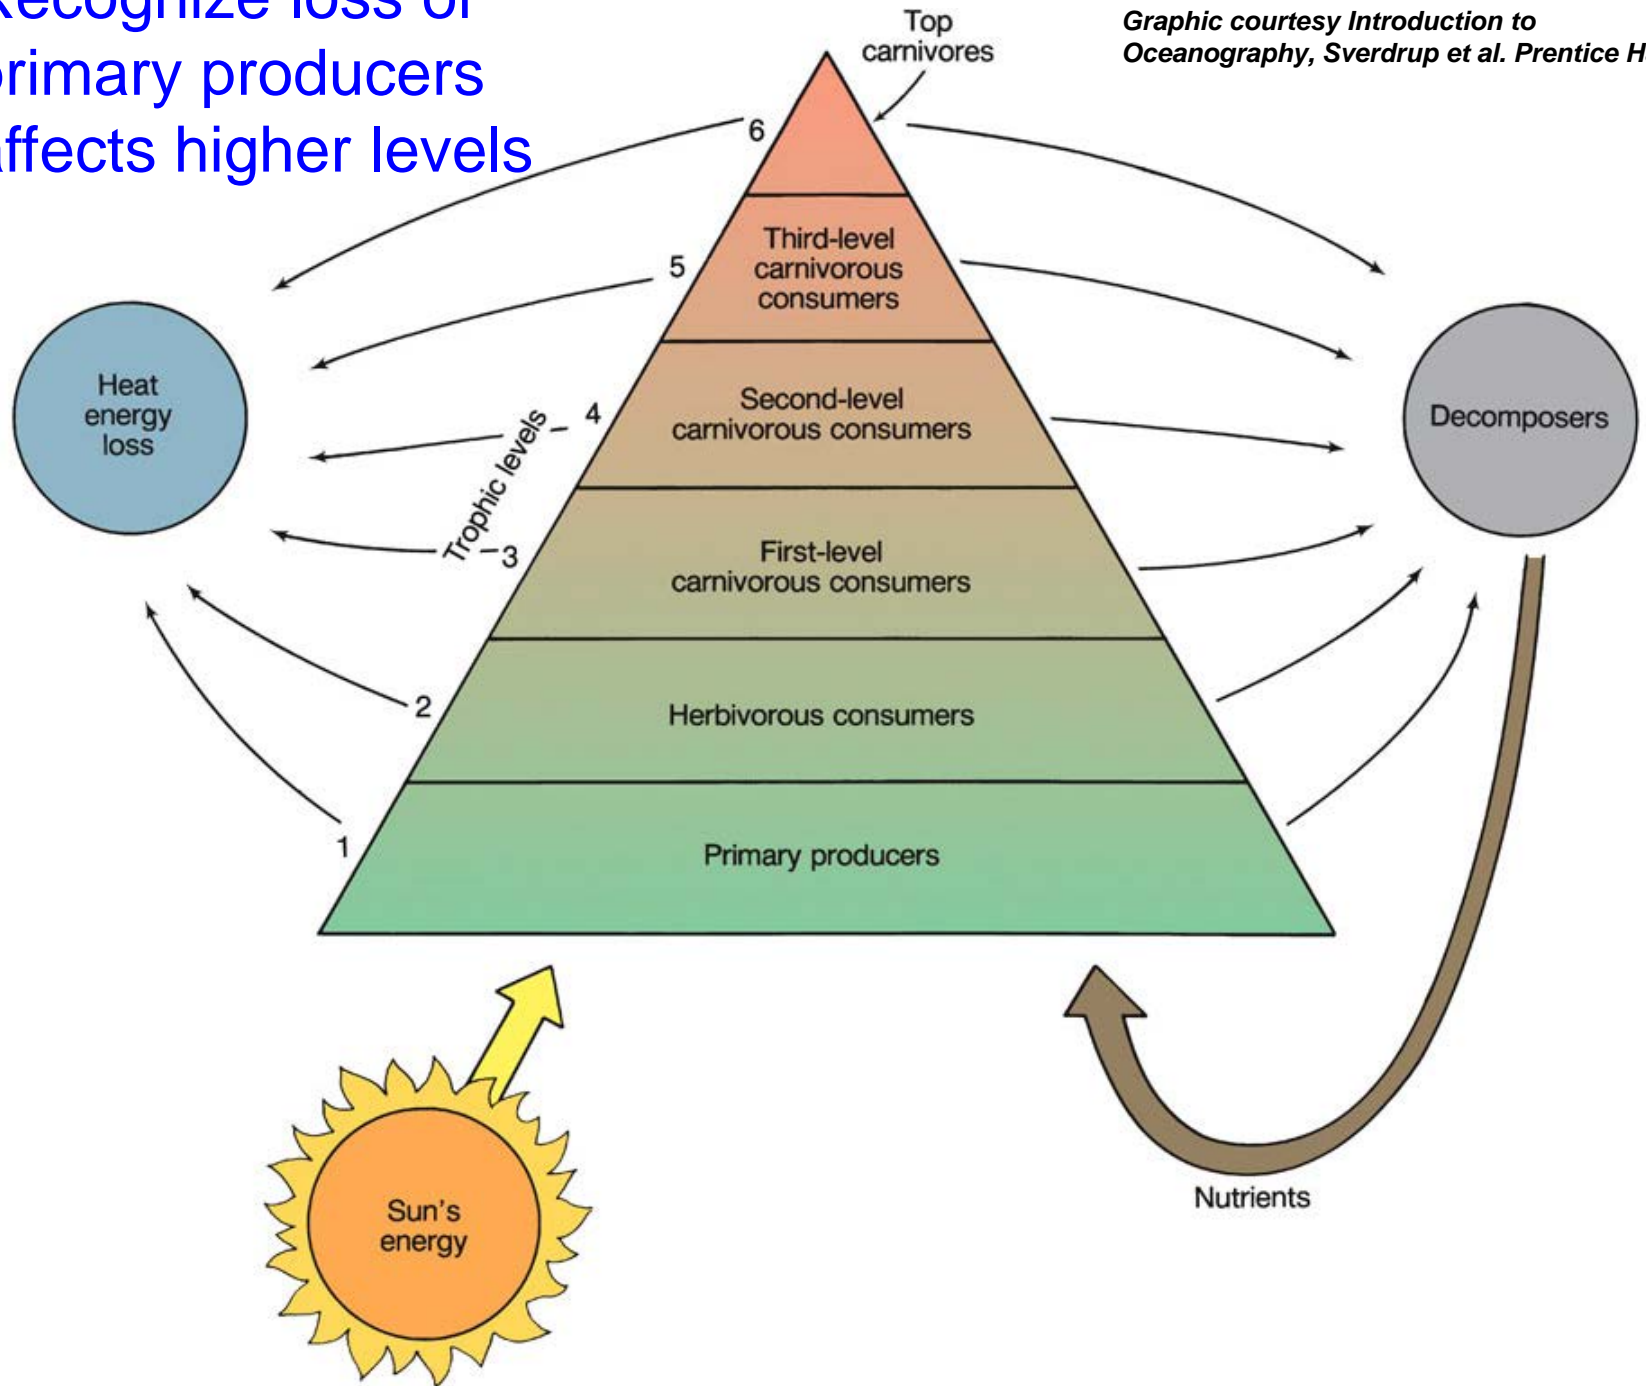 primary producers
affects higher levels
Graphic courtesy Introduction to
Oceanography, Sverdrup et al. Prentice
Top
carnivores
6
Third-level
carnivorous
consumers
5
Heat
energy
loss
Second-level
carnivorous consumers
4
Decomposers
Trophic levels
First-level
carnivorous consumers
3
Herbivorous consumers
2
Primary producers
1
Sun's
energy
Nutrients